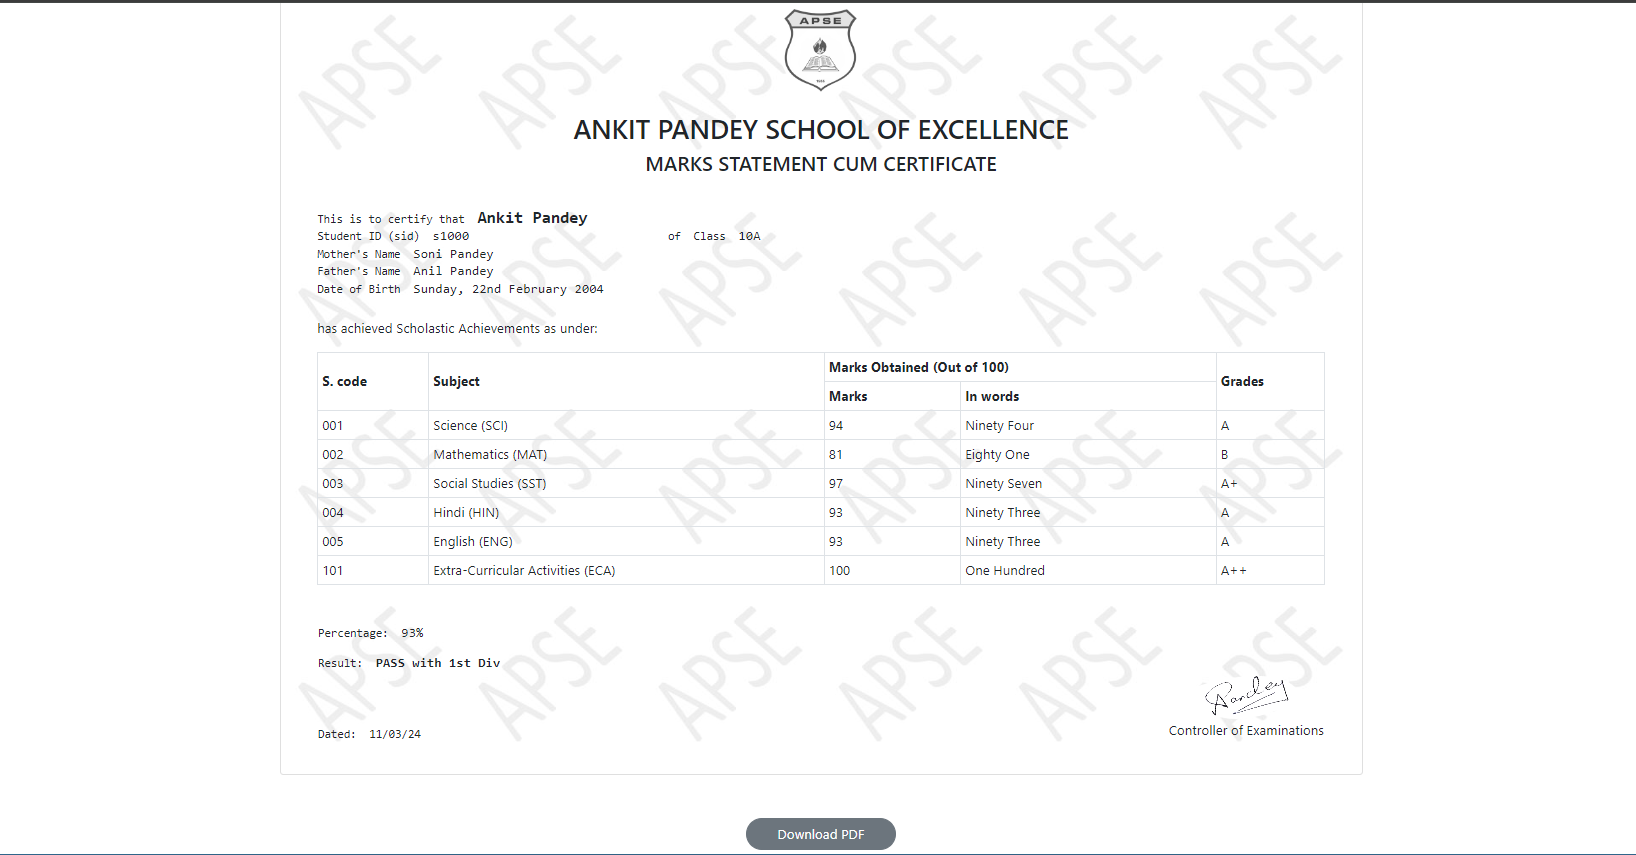 APSE
ANKIT PANDEY SCHOOL OF EXCELLENCE
MARKS STATEMENT CUM CERTIFICATE
This is to certify that Ankit Pandey
Student ID (sid) s1000 of Class 10A
Mother's Name Soni Pandey
Father's Name Anil Pandey
Date of Birth Sunday, 22nd February 2004
has achieved Scholastic Achievements as under:
S. code Subject Marks Obtained (Out of 100) Grades
Marks In words
001 Science (SCI) 94 Ninety Four A
002 Mathematics (MAT) 81 Eighty One B
003 Social Studies (SST) 97 Ninety Seven A+
004 Hindi (HIN) 93 Ninety Three A
005 English (ENG) 93 Ninety Three A
101 Extra-Curricular Activities (ECA) 100 One Hundred A++
Percentage: 93%
Result: PASS with 1st Div
Pandey
Dated: 11/03/24 Controller of Examinations
Download PDF